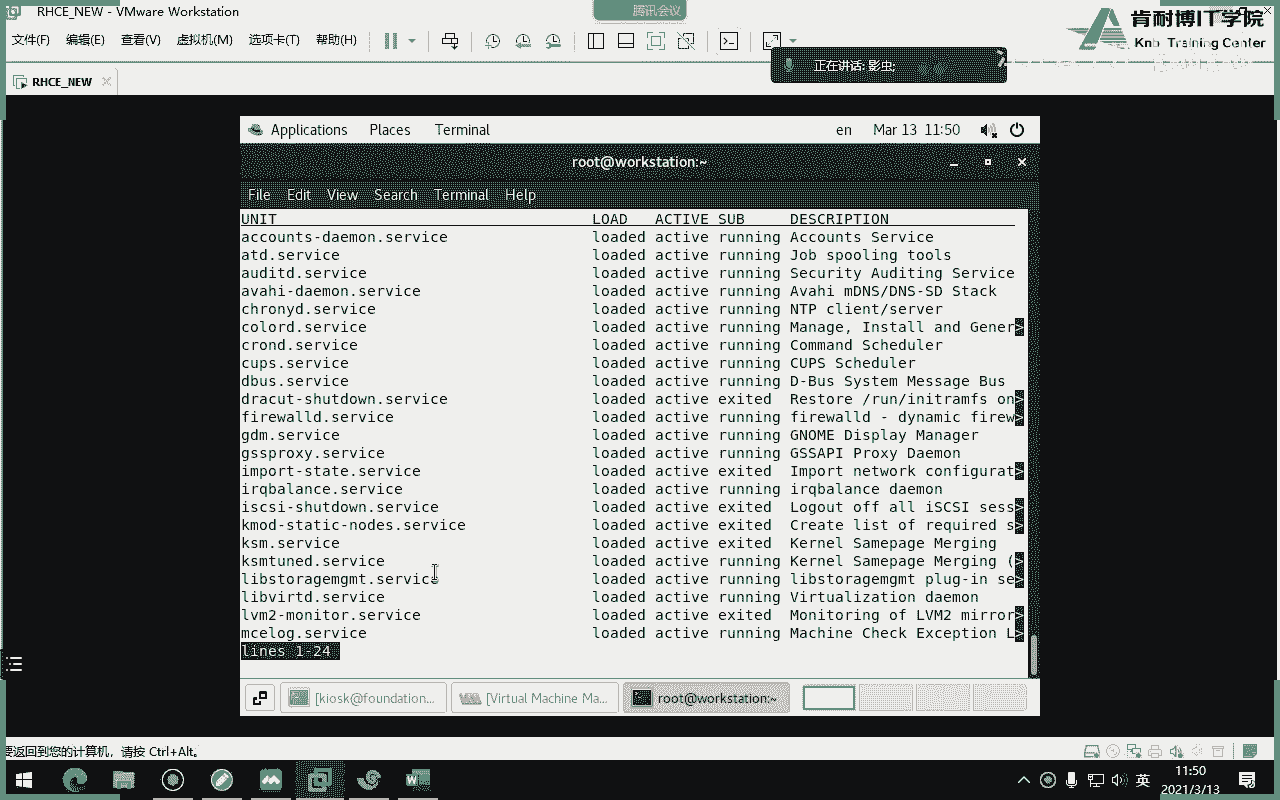 RHCE_NEW - VMware Workstation
腾讯会议
文件(F) 编辑(E) 查看(V) 虚拟机(M) 选项卡(T) 帮助(H)
肯耐博IT学院
Knb Training Center
正在讲话: 影虫;
RHCE_NEW
Applications Places Terminal en Mar 13 11:50
root@workstation:~
File Edit View Search Terminal Help
UNIT LOAD ACTIVE SUB DESCRIPTION
accounts-daemon.service loaded active running Accounts Service
atd.service loaded active running Job spooling tools
auditd.service loaded active running Security Auditing Service
avahi-daemon.service loaded active running Avahi mDNS/DNS-SD Stack
chronyd.service loaded active running NTP client/server
colord.service loaded active running Manage, Install and Gener>
crond.service loaded active running Command Scheduler
cups.service loaded active running CUPS Scheduler
dbus.service loaded active running D-Bus System Message Bus
dracut-shutdown.service loaded active exited Restore /run/initramfs on>
firewalld.service loaded active running firewalld - dynamic firew>
gdm.service loaded active running GNOME Display Manager
gssproxy.service loaded active running GSSAPI Proxy Daemon
import-state.service loaded active exited Import network configurat>
irqbalance.service loaded active running irqbalance daemon
iscsi-shutdown.service loaded active exited Logout off all iSCSI sess>
kmod-static-nodes.service loaded active exited Create list of required s>
ksm.service loaded active exited Kernel Samepage Merging
ksmtuned.service loaded active running Kernel Samepage Merging (>
libstoragemgmt.service loaded active running libstoragemgmt plug-in se>
libvirtd.service loaded active running Virtualization daemon
lvm2-monitor.service loaded active exited Monitoring of LVM2 mirror>
mcelog.service loaded active running Machine Check Exception L>
lines 1-24
[kiosk@foundation... [Virtual Machine Ma... root@workstation:~
要返回到您的计算机，请按 Ctrl+Alt。
英
11:50
2021/3/13